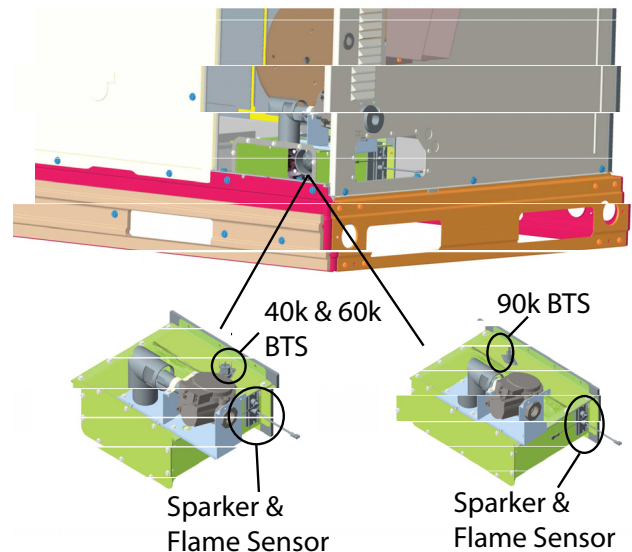 40k & 60k
BTS
90k BTS
Sparker &
Flame Sensor
Sparker &
Flame Sensor